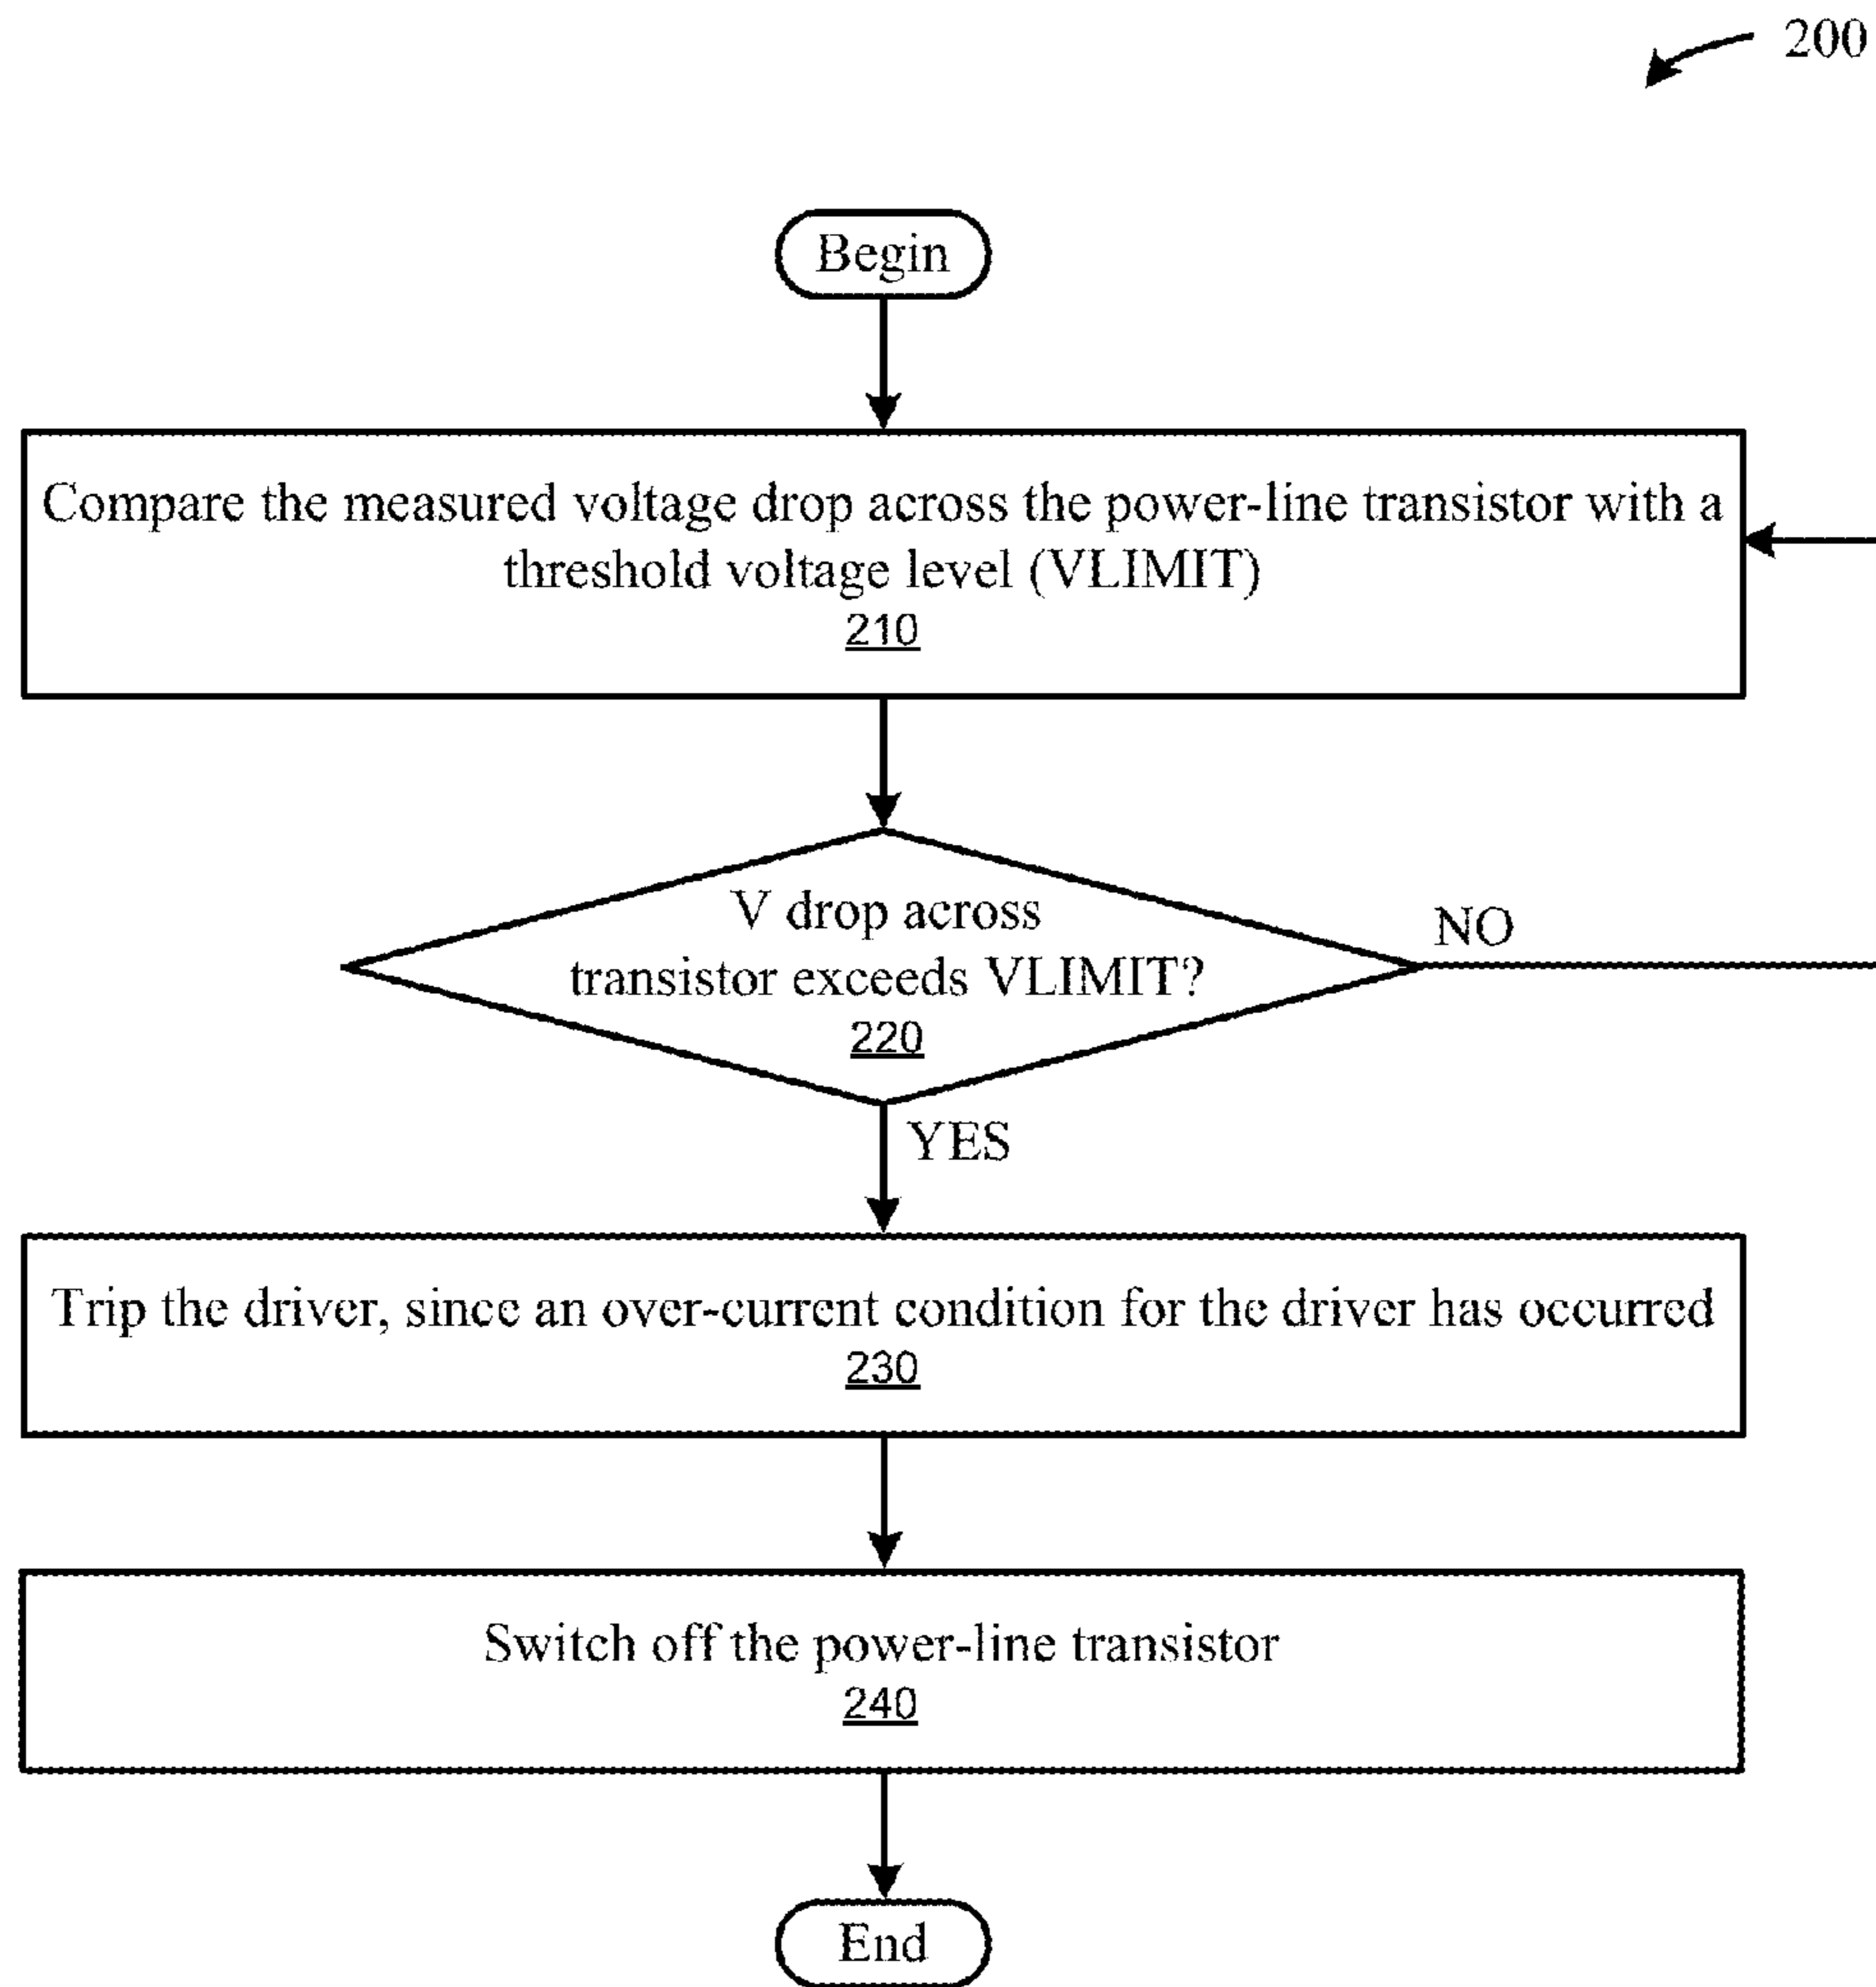 200
Begin
Compare the measured voltage drop across the power-line transistor with a
threshold voltage level (VLIMIT)
210
V drop across
transistor exceeds VLIMIT?
220
NO
YES
Trip the driver, since an over-current condition for the driver has occurred
230
Switch off the power-line transistor
240
End